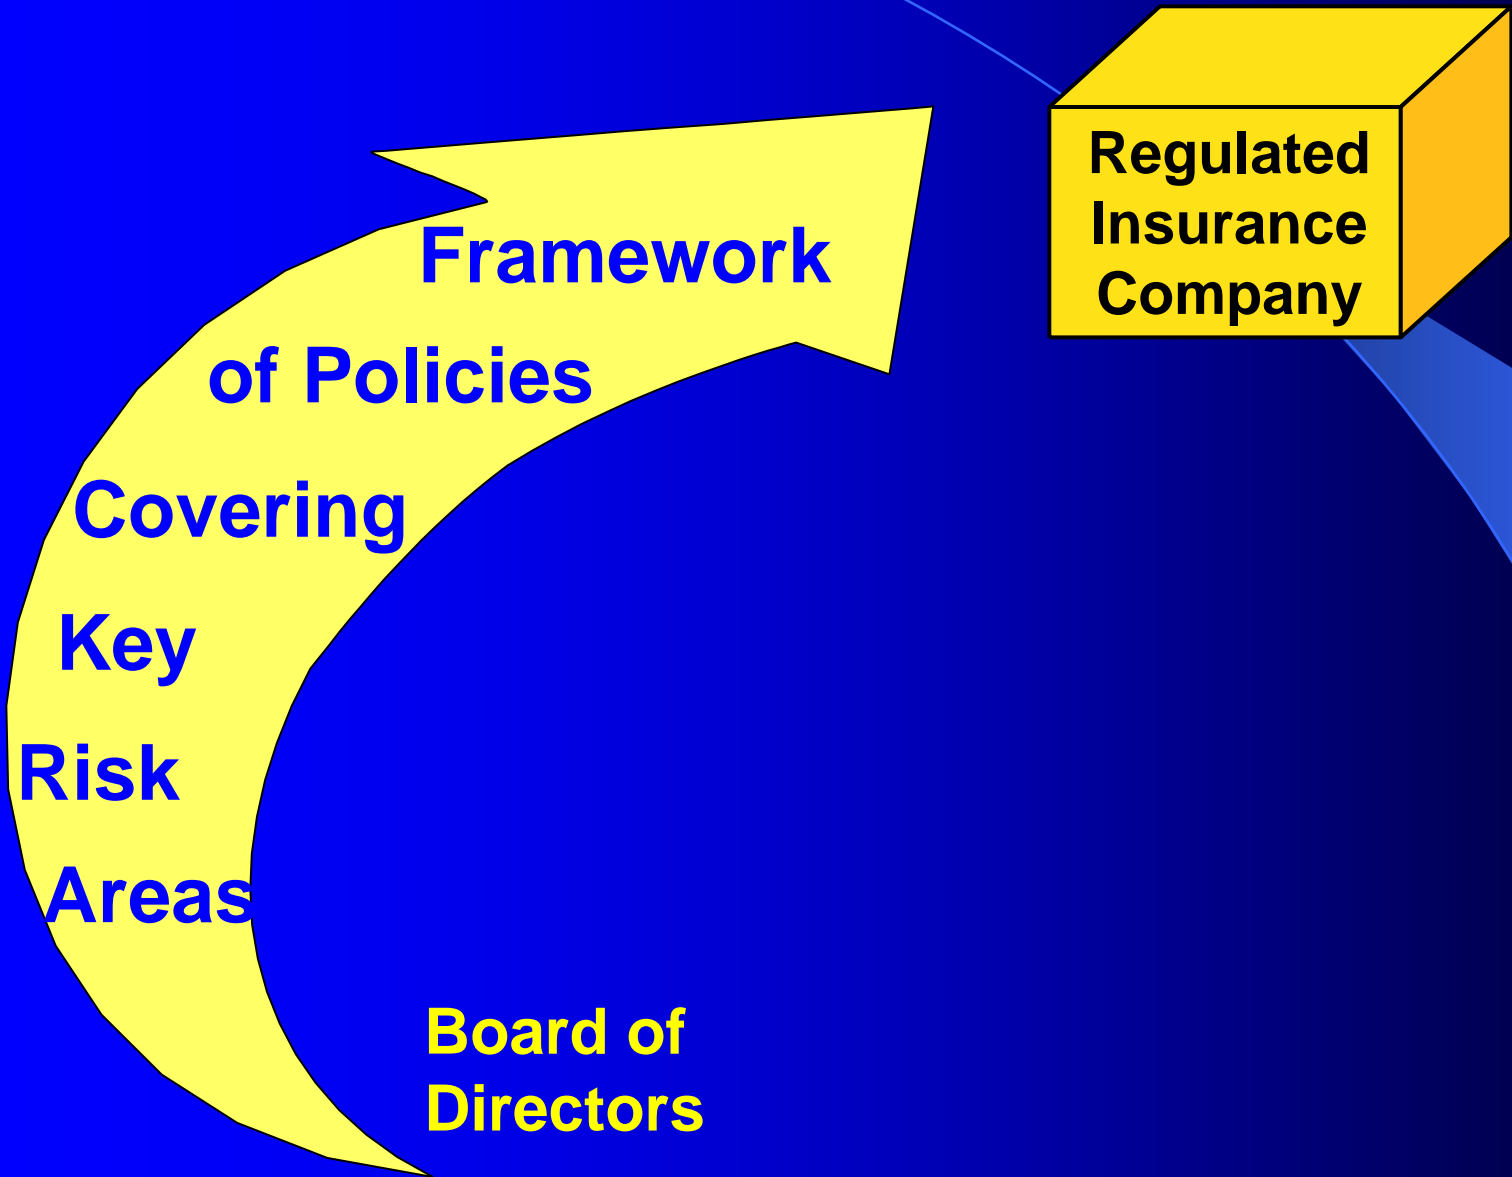 Regulated
Insurance
Company
Framework
of Policies
Covering
Key
Risk
Areas
Board of
Directors